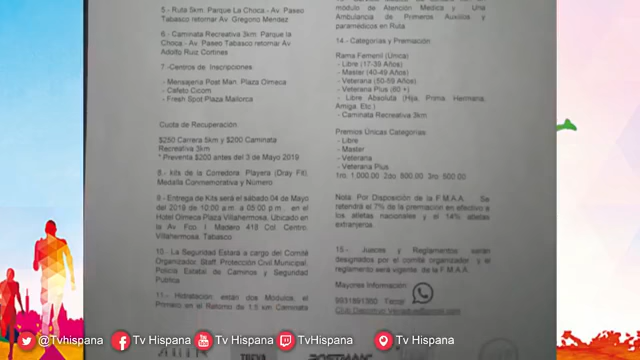 5.- Ruta 5km. Parque La Choca - Av. Paseo
Tabasco retornar Av Gregorio Mendez
6.- Caminata Recreativa 3km. Parque la
Choca - Av. Paseo Tabasco retornar Av
Adolfo Ruiz Cortines
7 -Centros de Inscripciones.
- Mensajeria Post Man. Plaza Olmeca
- Cafeto Cicom
- Fresh Spot Plaza Mallorca
Cuota de Recuperación.
$250 Carrera 5km y $200 Caminata
Recreativa 3km
* Preventa $200 antes del 3 de Mayo 2019
8.- kits de la Corredora: Playera (Dray Fit)
Medalla Conmemorativa y Número
9.- Entrega de Kits será el sábado 04 de Mayo
del 2019 de 10:00 a.m. a 05:00 p.m. en el
Hotel Olmeca Plaza Villahermosa. Ubicado en
la Av. Fco. I Madero 418 Col Centro.
Villahermosa, Tabasco
10.- La Seguridad Estará a cargo del Comité
Organizador, Staff, Protección Civil Municipal,
Policía Estatal de Caminos y Seguridad
Publica
11.- Hidratación están dos Módulos, el
Primero en el Retorno de 1.5 km Caminata
módulo de Atención Medica y Una
Ambulancia de Primeros Auxilios y
paramédicos en Ruta
14.- Categorías y Premiación
Rama Femenil (Única)
- Libre (17-39 Años)
- Master (40-49 Años)
- Veterana (50-59 Años)
- Veterana Plus (60 +)
- Libre Absoluta (Hija, Prima, Hermana,
Amiga. Etc.)
- Caminata Recreativa 3km
Premios Únicas Categorías:
- Libre
- Master
- Veterana
- Veterana Plus
1ro. 1,000.00 2do. 800.00 3ro 500.00
Nota: Por Disposición de la F.M.A.A. Se
retendrá el 7% de la premiación en efectivo a
los atletas nacionales y el 14% atletas
extranjeros.
15.- Jueces y Reglamentos serán
designados por el comité organizador y el
reglamento será vigente de la F.M.A.A.
Mayores Información:
@Tvhispana Tv Hispana Tv Hispana TvHispana Tv Hispana
POSTMAN